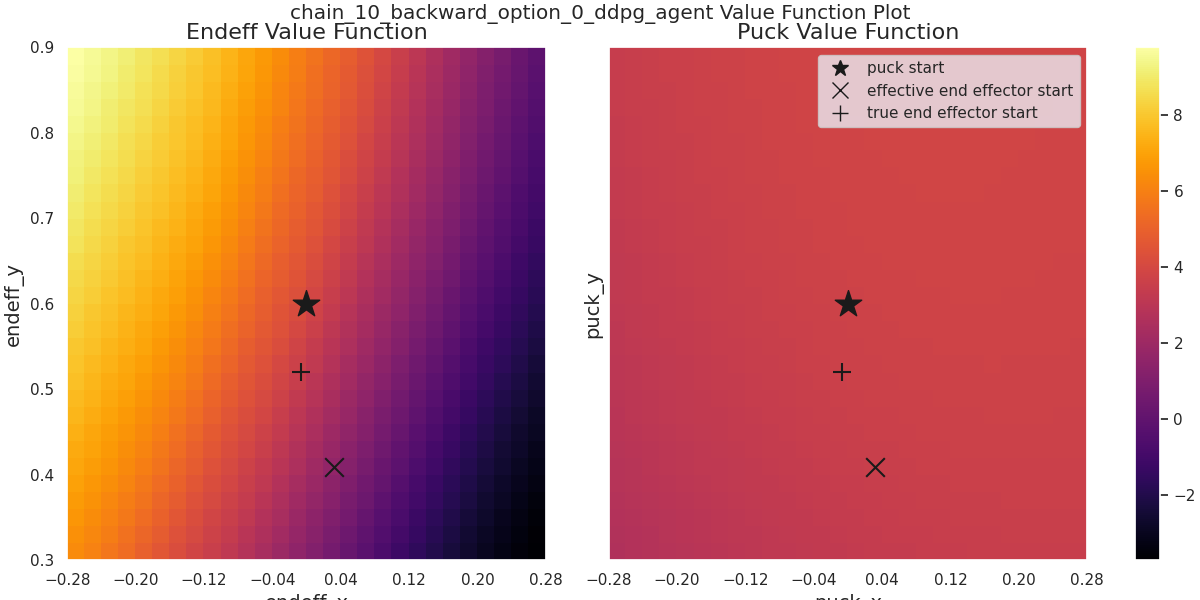 chain_10_backward_option_0_ddpg_agent Value Function Plot
Endeff Value Function
Puck Value Function
puck start
effective end effector start
true end effector start
0.9
0.8
0.7
0.6
0.5
0.4
0.3
endeff_y
−0.28 −0.20 −0.12 −0.04 0.04 0.12 0.20 0.28
endeff_x
puck_y
−0.28 −0.20 −0.12 −0.04 0.04 0.12 0.20 0.28
puck_x
8
6
4
2
0
−2